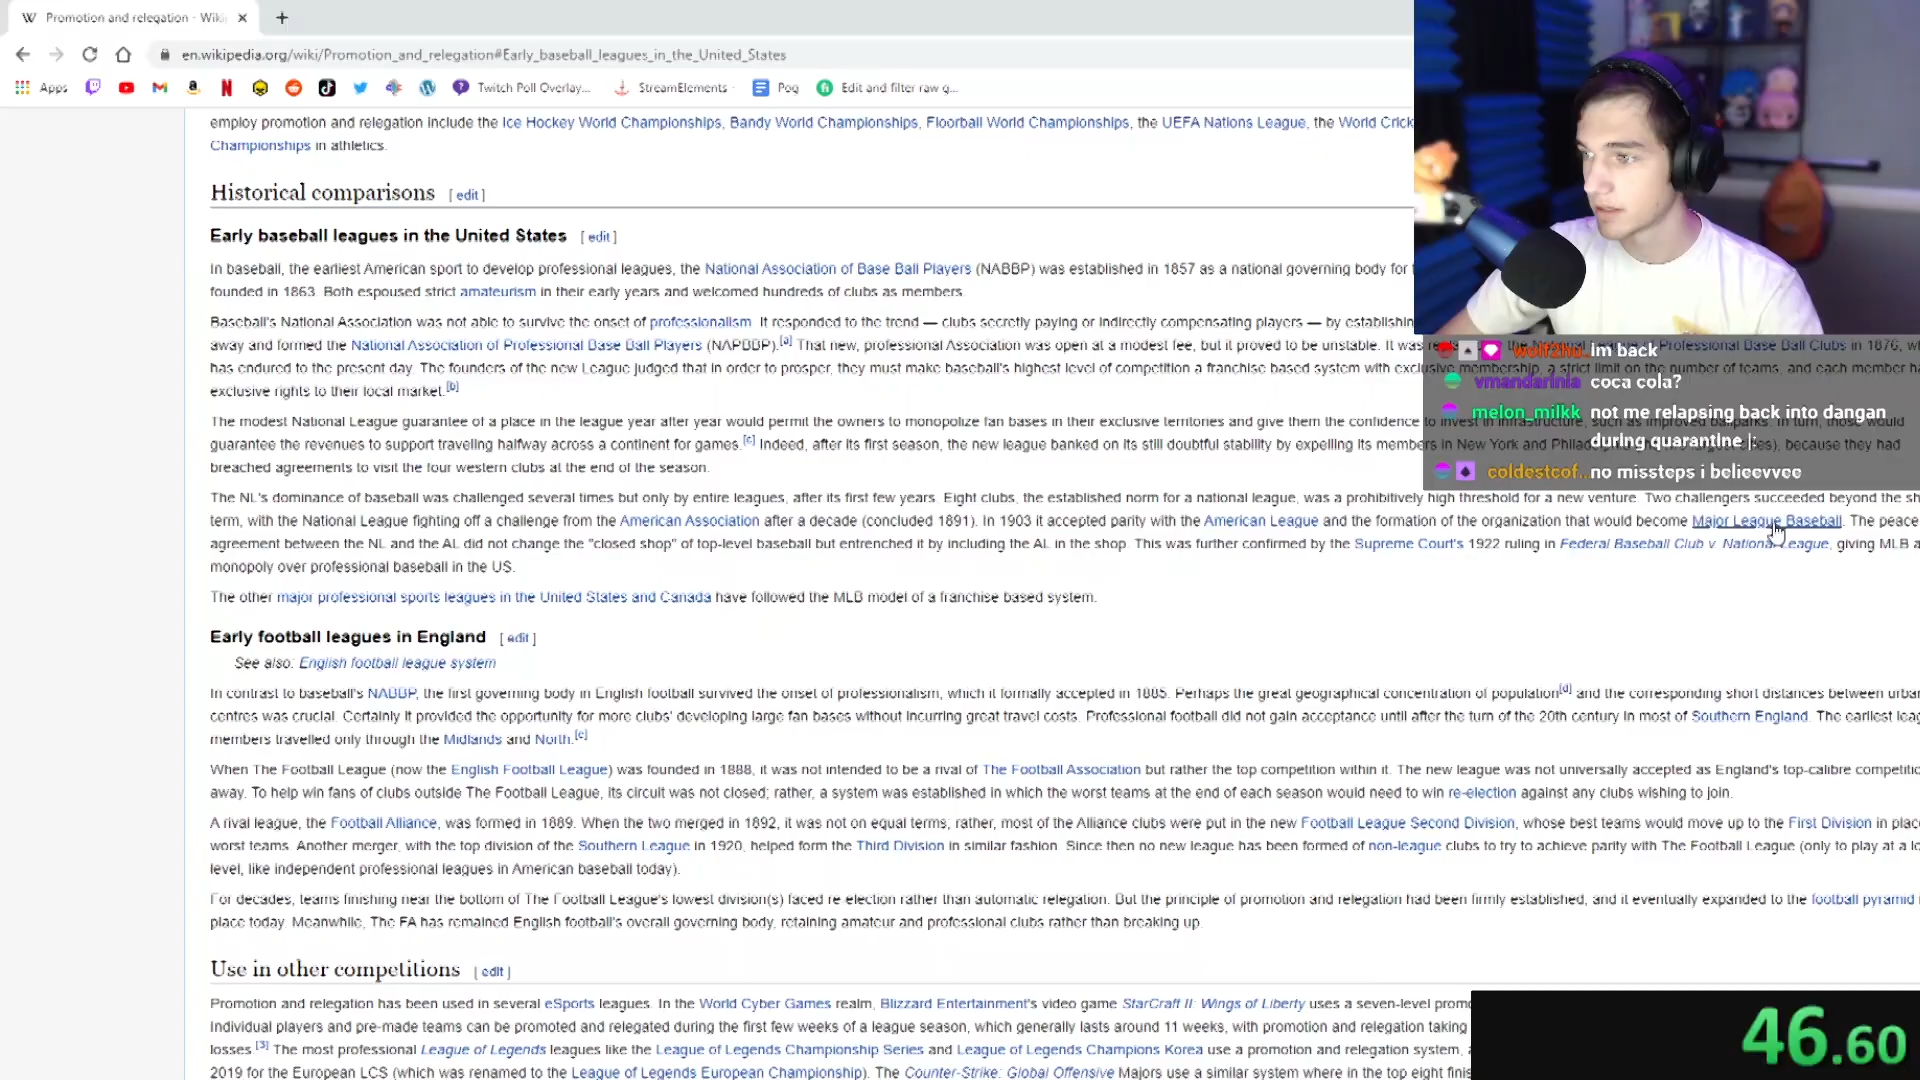 Promotion and relegation - Wiki
en.wikipedia.org/wiki/Promotion_and_relegation#Early_baseball_leagues_in_the_United_States
Apps Twitch Poll Overlay... StreamElements Pog Edit and filter raw g...
employ promotion and relegation include the Ice Hockey World Championships, Bandy World Championships, Floorball World Championships, the UEFA Nations League, the World Crick
Championships in athletics.
Historical comparisons [ edit ]
Early baseball leagues in the United States [ edit ]
In baseball, the earliest American sport to develop professional leagues, the National Association of Base Ball Players (NABBP) was established in 1857 as a national governing body for
founded in 1863. Both espoused strict amateurism in their early years and welcomed hundreds of clubs as members.
Baseball's National Association was not able to survive the onset of professionalism. It responded to the trend — clubs secretly paying or indirectly compensating players — by establishin
away and formed the National Association of Professional Base Ball Players (NAPBBP).[a] That new, professional Association was open at a modest fee, but it proved to be unstable. It was Professional Base Ball Clubs in 1876, w
has endured to the present day. The founders of the new League judged that in order to prosper, they must make baseball's highest level of competition a franchise based system with exclusive membership, a strict limit on the number of teams, and each member ha
exclusive rights to their local market.[b]
The modest National League guarantee of a place in the league year after year would permit the owners to monopolize fan bases in their exclusive territories and give them the confidence to invest in infrastructure, such as improved ballparks. In turn, those would
guarantee the revenues to support traveling halfway across a continent for games.[c] Indeed, after its first season, the new league banked on its still doubtful stability by expelling its members in New York and Philadelphia because they had
breached agreements to visit the four western clubs at the end of the season.
The NL's dominance of baseball was challenged several times but only by entire leagues, after its first few years. Eight clubs, the established norm for a national league, was a prohibitively high threshold for a new venture. Two challengers succeeded beyond the sh
term, with the National League fighting off a challenge from the American Association after a decade (concluded 1891). In 1903 it accepted parity with the American League and the formation of the organization that would become Major League Baseball. The peace
agreement between the NL and the AL did not change the "closed shop" of top-level baseball but entrenched it by including the AL in the shop. This was further confirmed by the Supreme Court's 1922 ruling in Federal Baseball Club v. National League, giving MLB a
monopoly over professional baseball in the US.
The other major professional sports leagues in the United States and Canada have followed the MLB model of a franchise based system.
Early football leagues in England [ edit ]
See also: English football league system
In contrast to baseball's NABBP, the first governing body in English football survived the onset of professionalism, which it formally accepted in 1885. Perhaps the great geographical concentration of population[d] and the corresponding short distances between urban
centres was crucial. Certainly it provided the opportunity for more clubs' developing large fan bases without incurring great travel costs. Professional football did not gain acceptance until after the turn of the 20th century in most of Southern England. The earliest leag
members travelled only through the Midlands and North.[e]
When The Football League (now the English Football League) was founded in 1888, it was not intended to be a rival of The Football Association but rather the top competition within it. The new league was not universally accepted as England's top-calibre competitio
away. To help win fans of clubs outside The Football League, its circuit was not closed; rather, a system was established in which the worst teams at the end of each season would need to win re-election against any clubs wishing to join.
A rival league, the Football Alliance, was formed in 1889. When the two merged in 1892, it was not on equal terms; rather, most of the Alliance clubs were put in the new Football League Second Division, whose best teams would move up to the First Division in place
worst teams. Another merger, with the top division of the Southern League in 1920, helped form the Third Division in similar fashion. Since then no new league has been formed of non-league clubs to try to achieve parity with The Football League (only to play at a lo
level, like independent professional leagues in American baseball today).
For decades, teams finishing near the bottom of The Football League's lowest division(s) faced re election rather than automatic relegation. But the principle of promotion and relegation had been firmly established, and it eventually expanded to the football pyramid
place today. Meanwhile, The FA has remained English football's overall governing body, retaining amateur and professional clubs rather than breaking up.
Use in other competitions [ edit ]
Promotion and relegation has been used in several eSports leagues. In the World Cyber Games realm, Blizzard Entertainment's video game StarCraft II: Wings of Liberty uses a seven-level promo
Individual players and pre-made teams can be promoted and relegated during the first few weeks of a league season, which generally lasts around 11 weeks, with promotion and relegation taking
losses.[3] The most professional League of Legends leagues like the League of Legends Championship Series and League of Legends Champions Korea use a promotion and relegation system,
2019 for the European LCS (which was renamed to the League of Legends European Championship). The Counter-Strike: Global Offensive Majors use a similar system where in the top eight finis
im back
vmandarinia coca cola?
melon_milkk not me relapsing back into dangan
during quarantine |:
coldestcof... no missteps i belieevvee
46.60